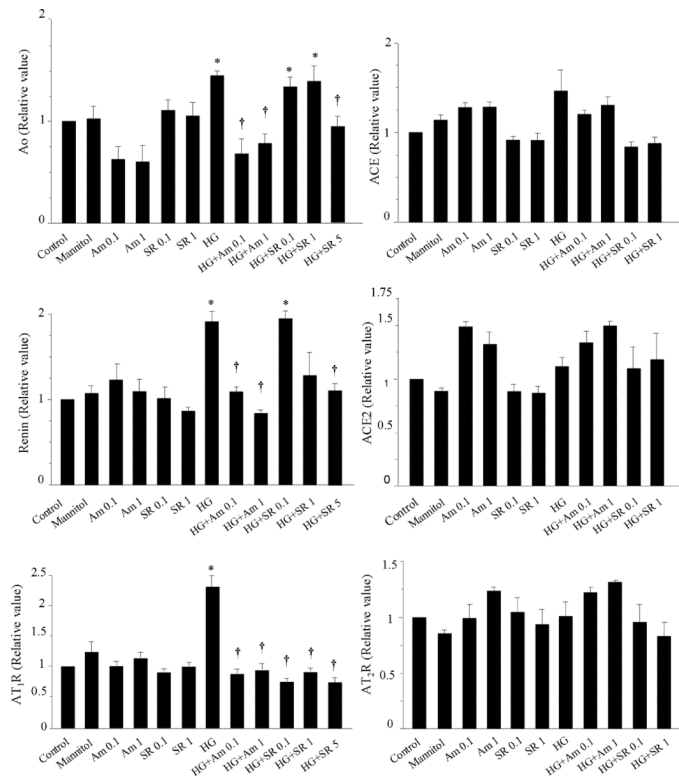 2
1
0
Ao (Relative value)
*
†
†
*
*
†
Control
Mannitol
Am 0.1
Am 1
SR 0.1
SR 1
HG
HG+Am 0.1
HG+Am 1
HG+SR 0.1
HG+SR 1
HG+SR 5
2
1.5
1
0.5
0
ACE (Relative value)
Control
Mannitol
Am 0.1
Am 1
SR 0.1
SR 1
HG
HG+Am 0.1
HG+Am 1
HG+SR 0.1
HG+SR 1
2
1
0
Renin (Relative value)
*
†
†
*
†
Control
Mannitol
Am 0.1
Am 1
SR 0.1
SR 1
HG
HG+Am 0.1
HG+Am 1
HG+SR 0.1
HG+SR 1
HG+SR 5
1.75
1.5
1
0.5
0
ACE2 (Relative value)
Control
Mannitol
Am 0.1
Am 1
SR 0.1
SR 1
HG
HG+Am 0.1
HG+Am 1
HG+SR 0.1
HG+SR 1
2.5
2
1.5
1
0.5
0
AT₁R (Relative value)
*
†
†
†
†
†
Control
Mannitol
Am 0.1
Am 1
SR 0.1
SR 1
HG
HG+Am 0.1
HG+Am 1
HG+SR 0.1
HG+SR 1
HG+SR 5
1.5
1
0.5
0
AT₂R (Relative value)
Control
Mannitol
Am 0.1
Am 1
SR 0.1
SR 1
HG
HG+Am 0.1
HG+Am 1
HG+SR 0.1
HG+SR 1